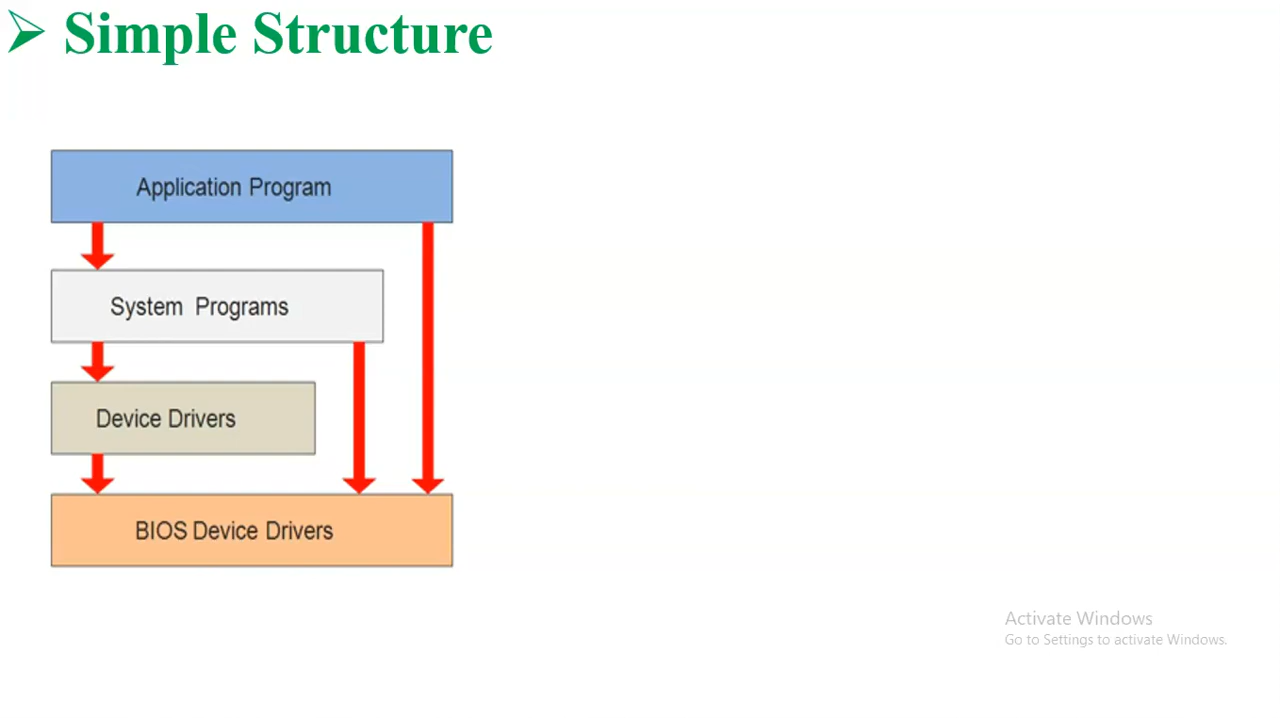 Simple Structure
Application Program
System Programs
Device Drivers
BIOS Device Drivers
Activate Windows
Go to Settings to activate Windows.